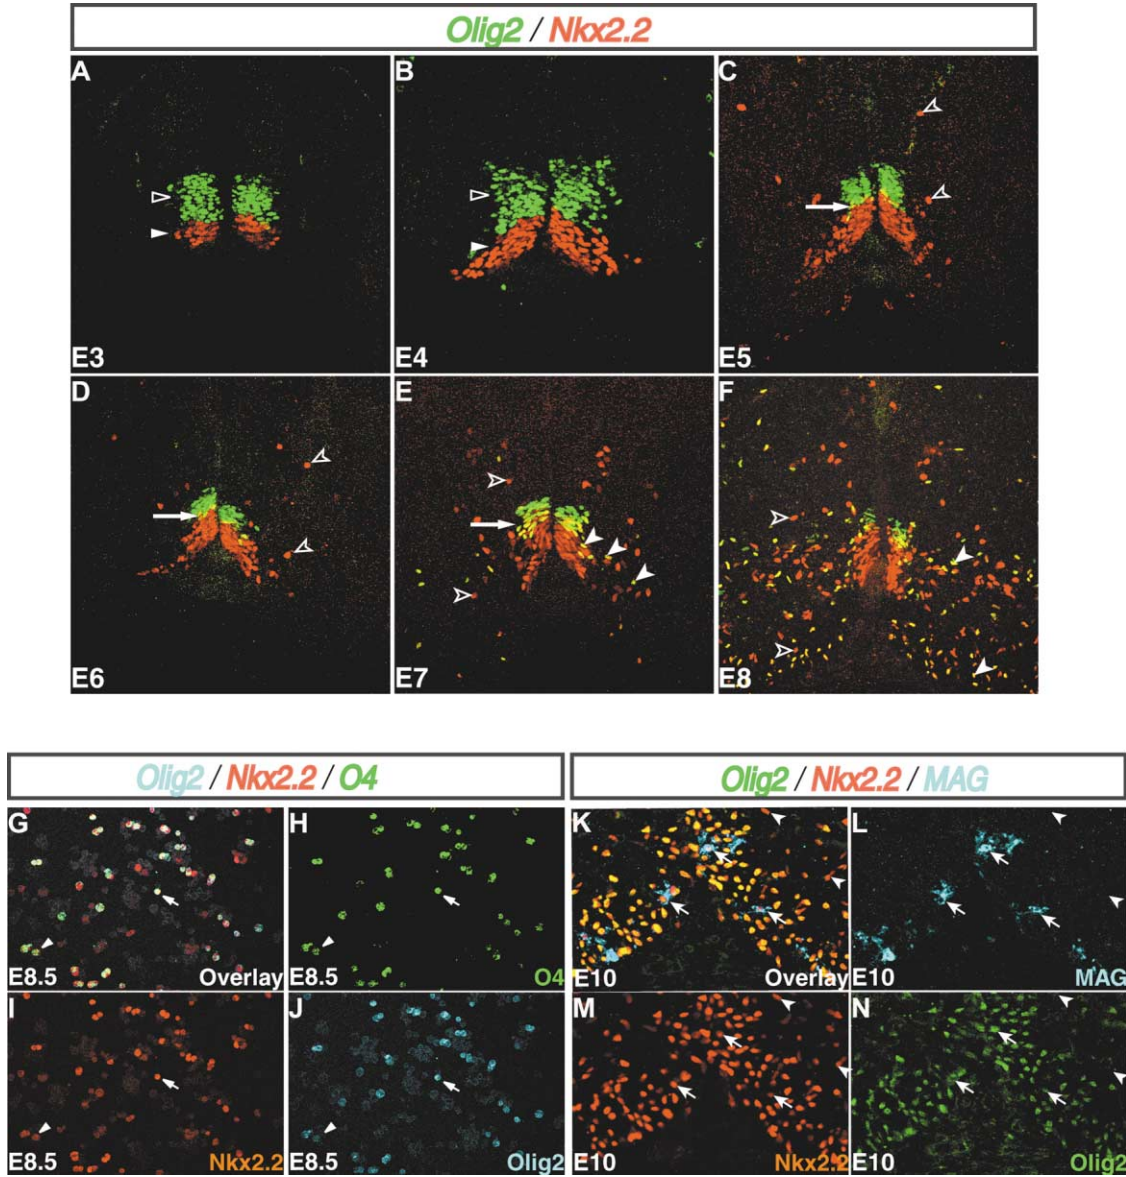 Olig2 / Nkx2.2
A B C
E3 E4 E5
D E F
E6 E7 E8
Olig2 / Nkx2.2 / O4 Olig2 / Nkx2.2 / MAG
G H K L
E8.5 Overlay E8.5 O4 E10 Overlay E10 MAG
I J M N
E8.5 Nkx2.2 E8.5 Olig2 E10 Nkx2.2 E10 Olig2